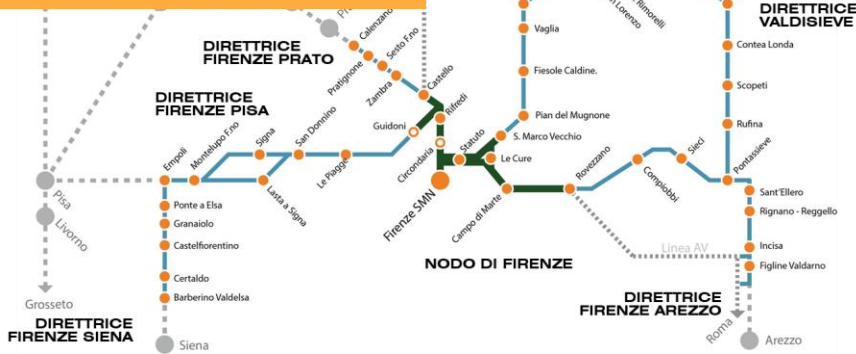 Pr
Calenzano
Pratignone
Sesto F.no
Zambra
Castello
DIRETTRICE
FIRENZE PRATO
DIRETTRICE
FIRENZE PISA
Guidoni
Rifredi
Circondaria
Firenze SMN
Statuto
S. Marco Vecchio
Le Cure
Campo di Marte
Rovezzano
Vaglia
Fiesole Caldine.
Pian del Mugnone
Lorenzo
Rimorelli
DIRETTRICE
VALDISIEVE
Contea Londa
Scopeti
Rufina
Pontassieve
Sieci
Compiobbi
Sant'Ellero
Rignano - Reggello
Incisa
Figline Valdarno
Linea AV
NODO DI FIRENZE
DIRETTRICE
FIRENZE AREZZO
Roma
Arezzo
Empoli
Montelupo F.no
Signa
San Donnino
Le Piagge
Lasta a Signa
Ponte a Elsa
Granaiolo
Castelfiorentino
Certaldo
Barberino Valdelsa
Pisa
Livorno
Grosseto
DIRETTRICE
FIRENZE SIENA
Siena